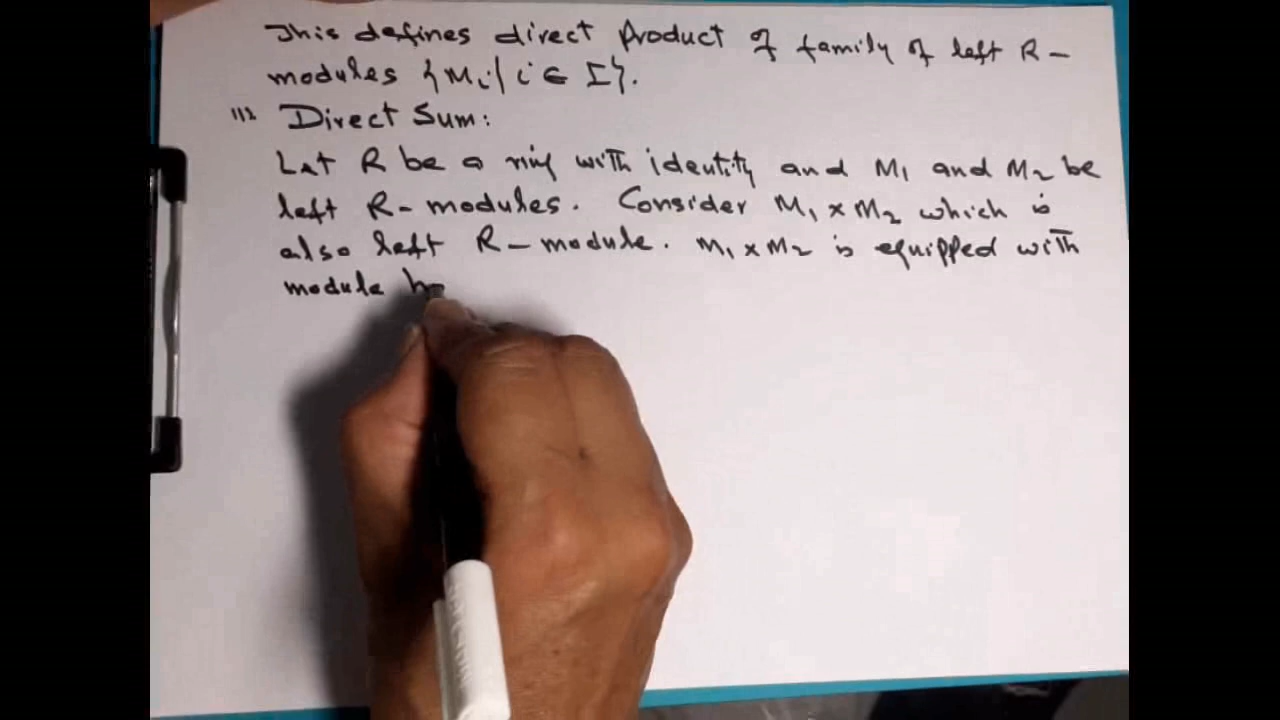 This defines direct product of family of left R-
modules {Mi | i ∈ I}.
111) Direct Sum:
Let R be a ring with identity and M1 and M2 be
left R-modules. Consider M1 x M2 which is
also left R-module. M1 x M2 is equipped with
module